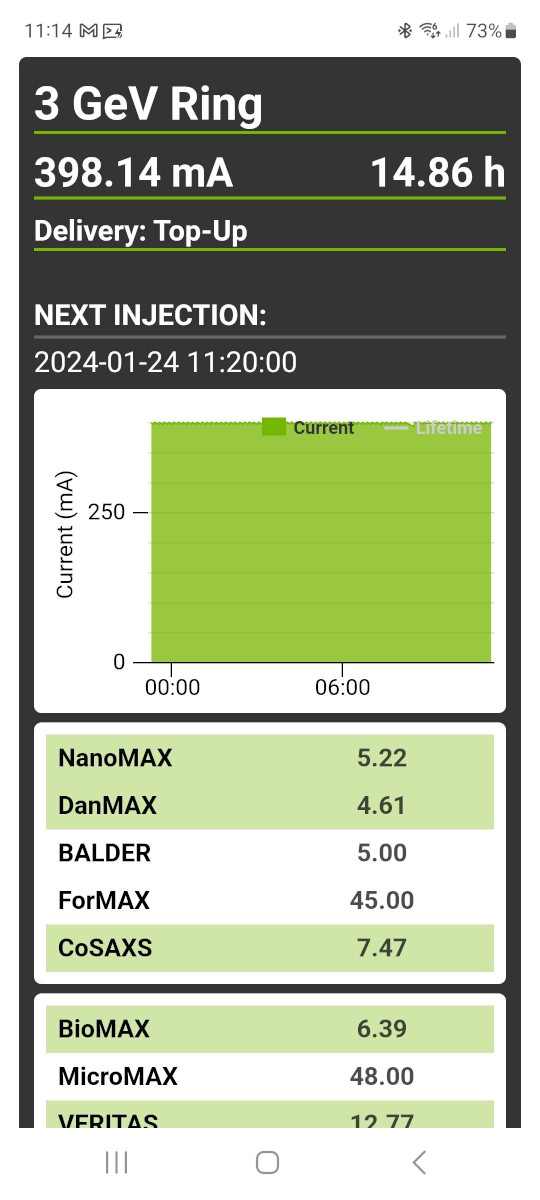 11:14 73%
3 GeV Ring
398.14 mA 14.86 h
Delivery: Top-Up
NEXT INJECTION:
2024-01-24 11:20:00
Current Lifetime
Current (mA)
250
0
00:00 06:00
NanoMAX 5.22
DanMAX 4.61
BALDER 5.00
ForMAX 45.00
CoSAXS 7.47
BioMAX 6.39
MicroMAX 48.00
VERITAS 12.77